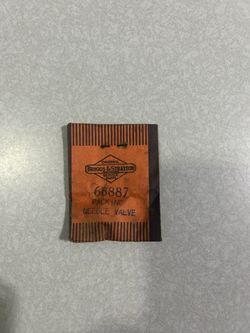 BRIGGS & STRATTON
68887
PACKING
NEEDLE VALVE